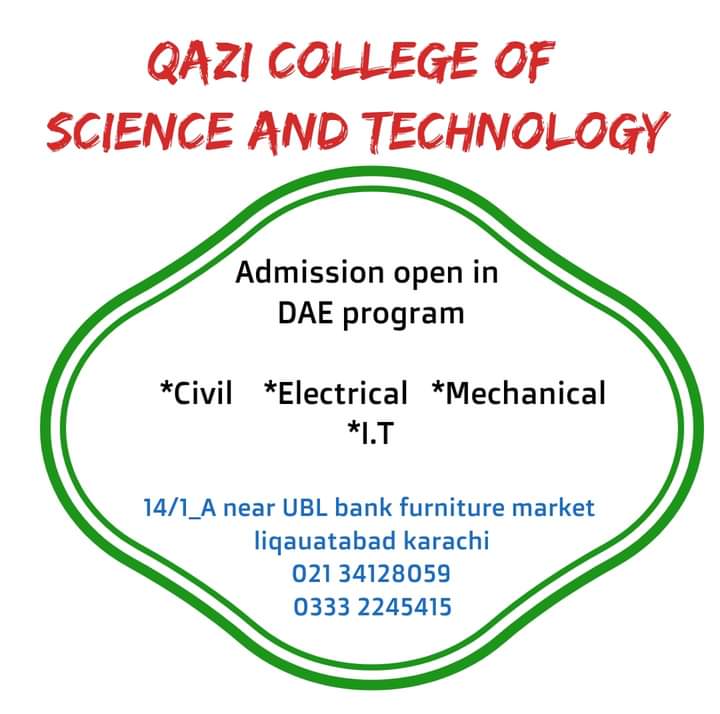 QAZI COLLEGE OF
SCIENCE AND TECHNOLOGY
Admission open in
DAE program
*Civil *Electrical *Mechanical
*I.T
14/1_A near UBL bank furniture market
liqauatabad karachi
021 34128059
0333 2245415